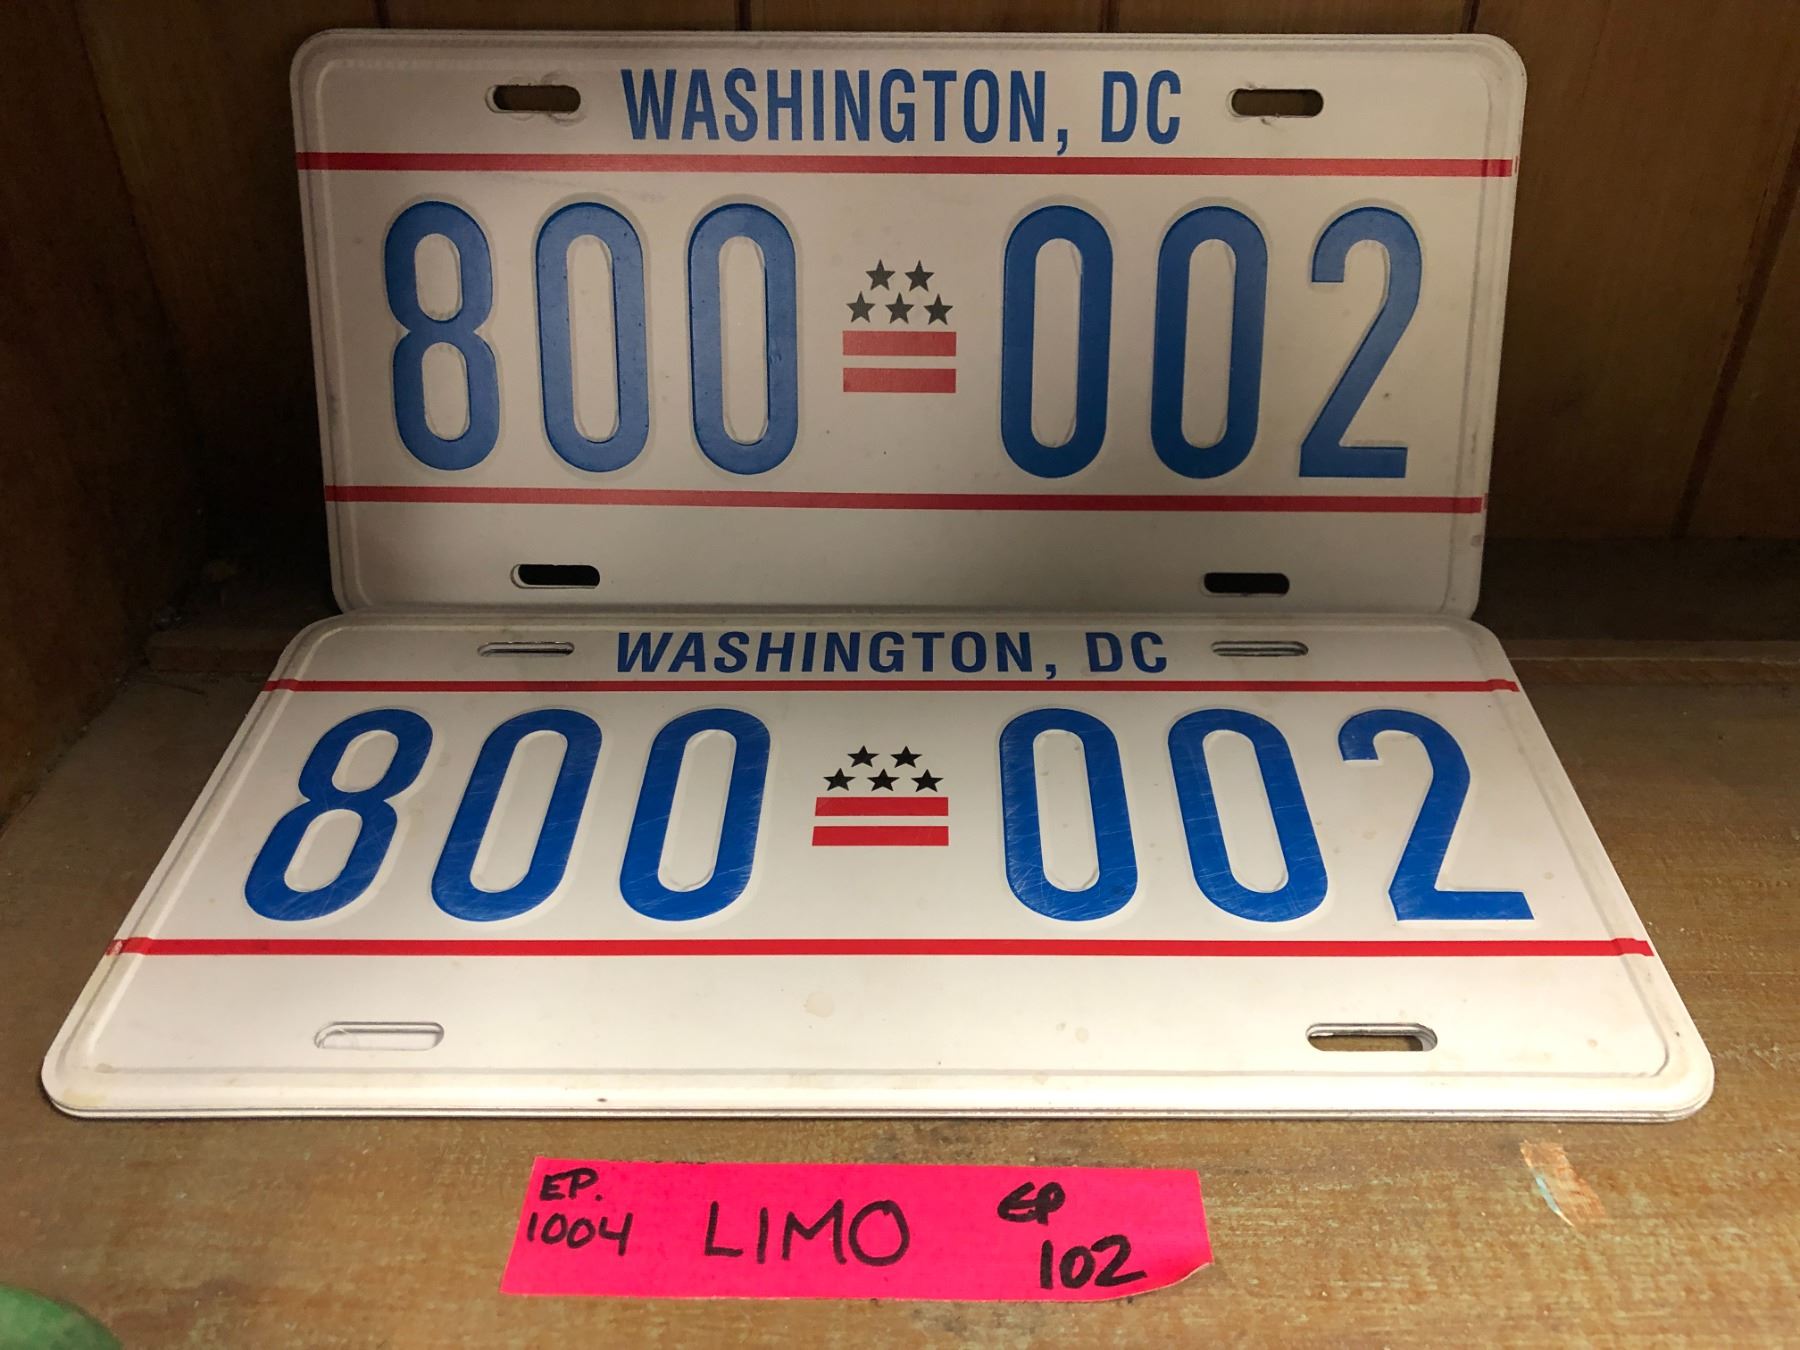 WASHINGTON, DC
800 002
WASHINGTON, DC
800 002
EP. 1004
LIMO
EP 102